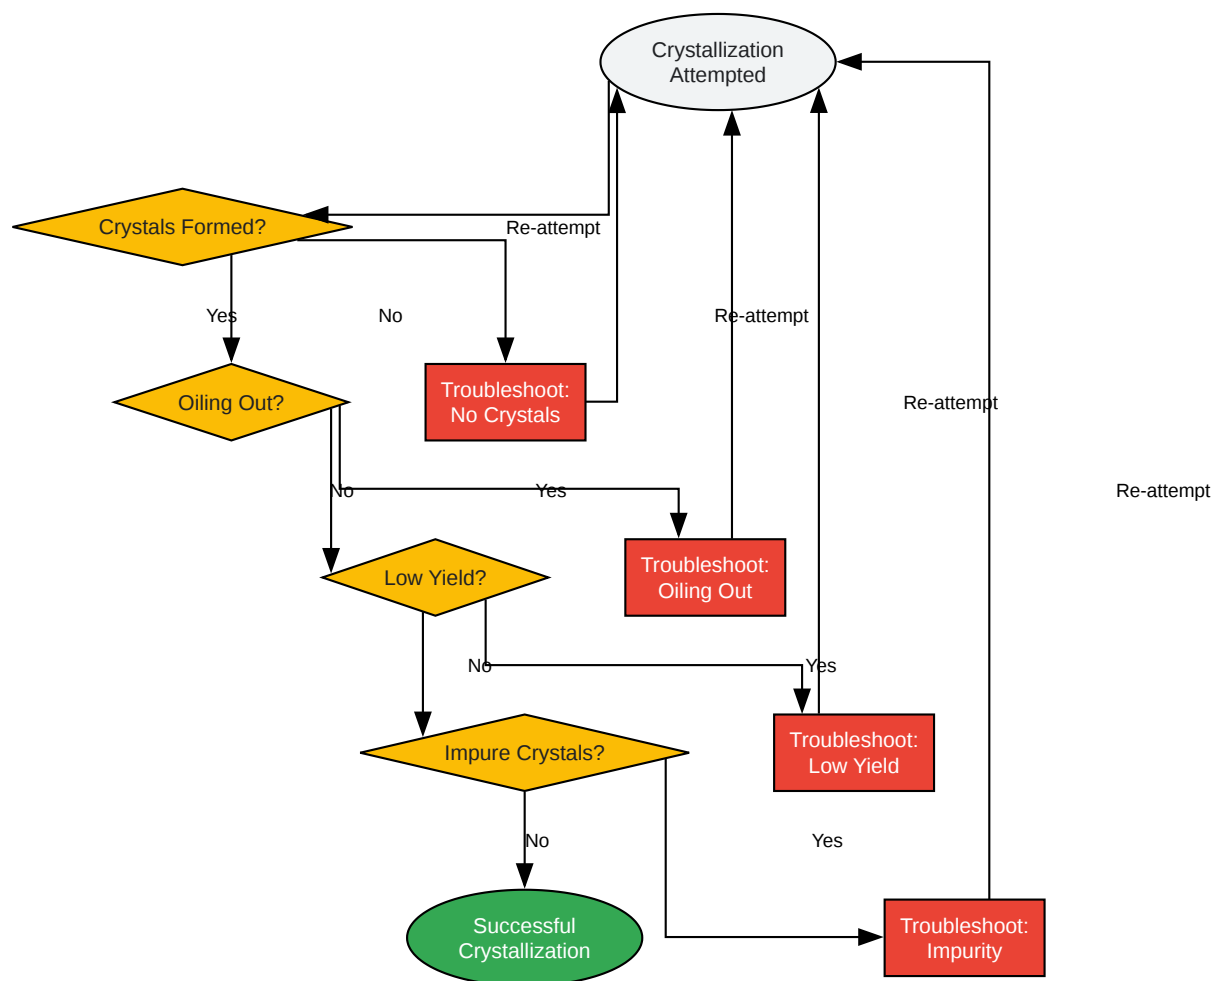 Crystallization
Attempted
Crystals Formed?
Re-attempt
Yes
No
Re-attempt
Oiling Out?
Troubleshoot:
No Crystals
Re-attempt
No
Yes
Re-attempt
Low Yield?
Troubleshoot:
Oiling Out
No
Yes
Impure Crystals?
Troubleshoot:
Low Yield
No
Yes
Successful
Crystallization
Troubleshoot:
Impurity